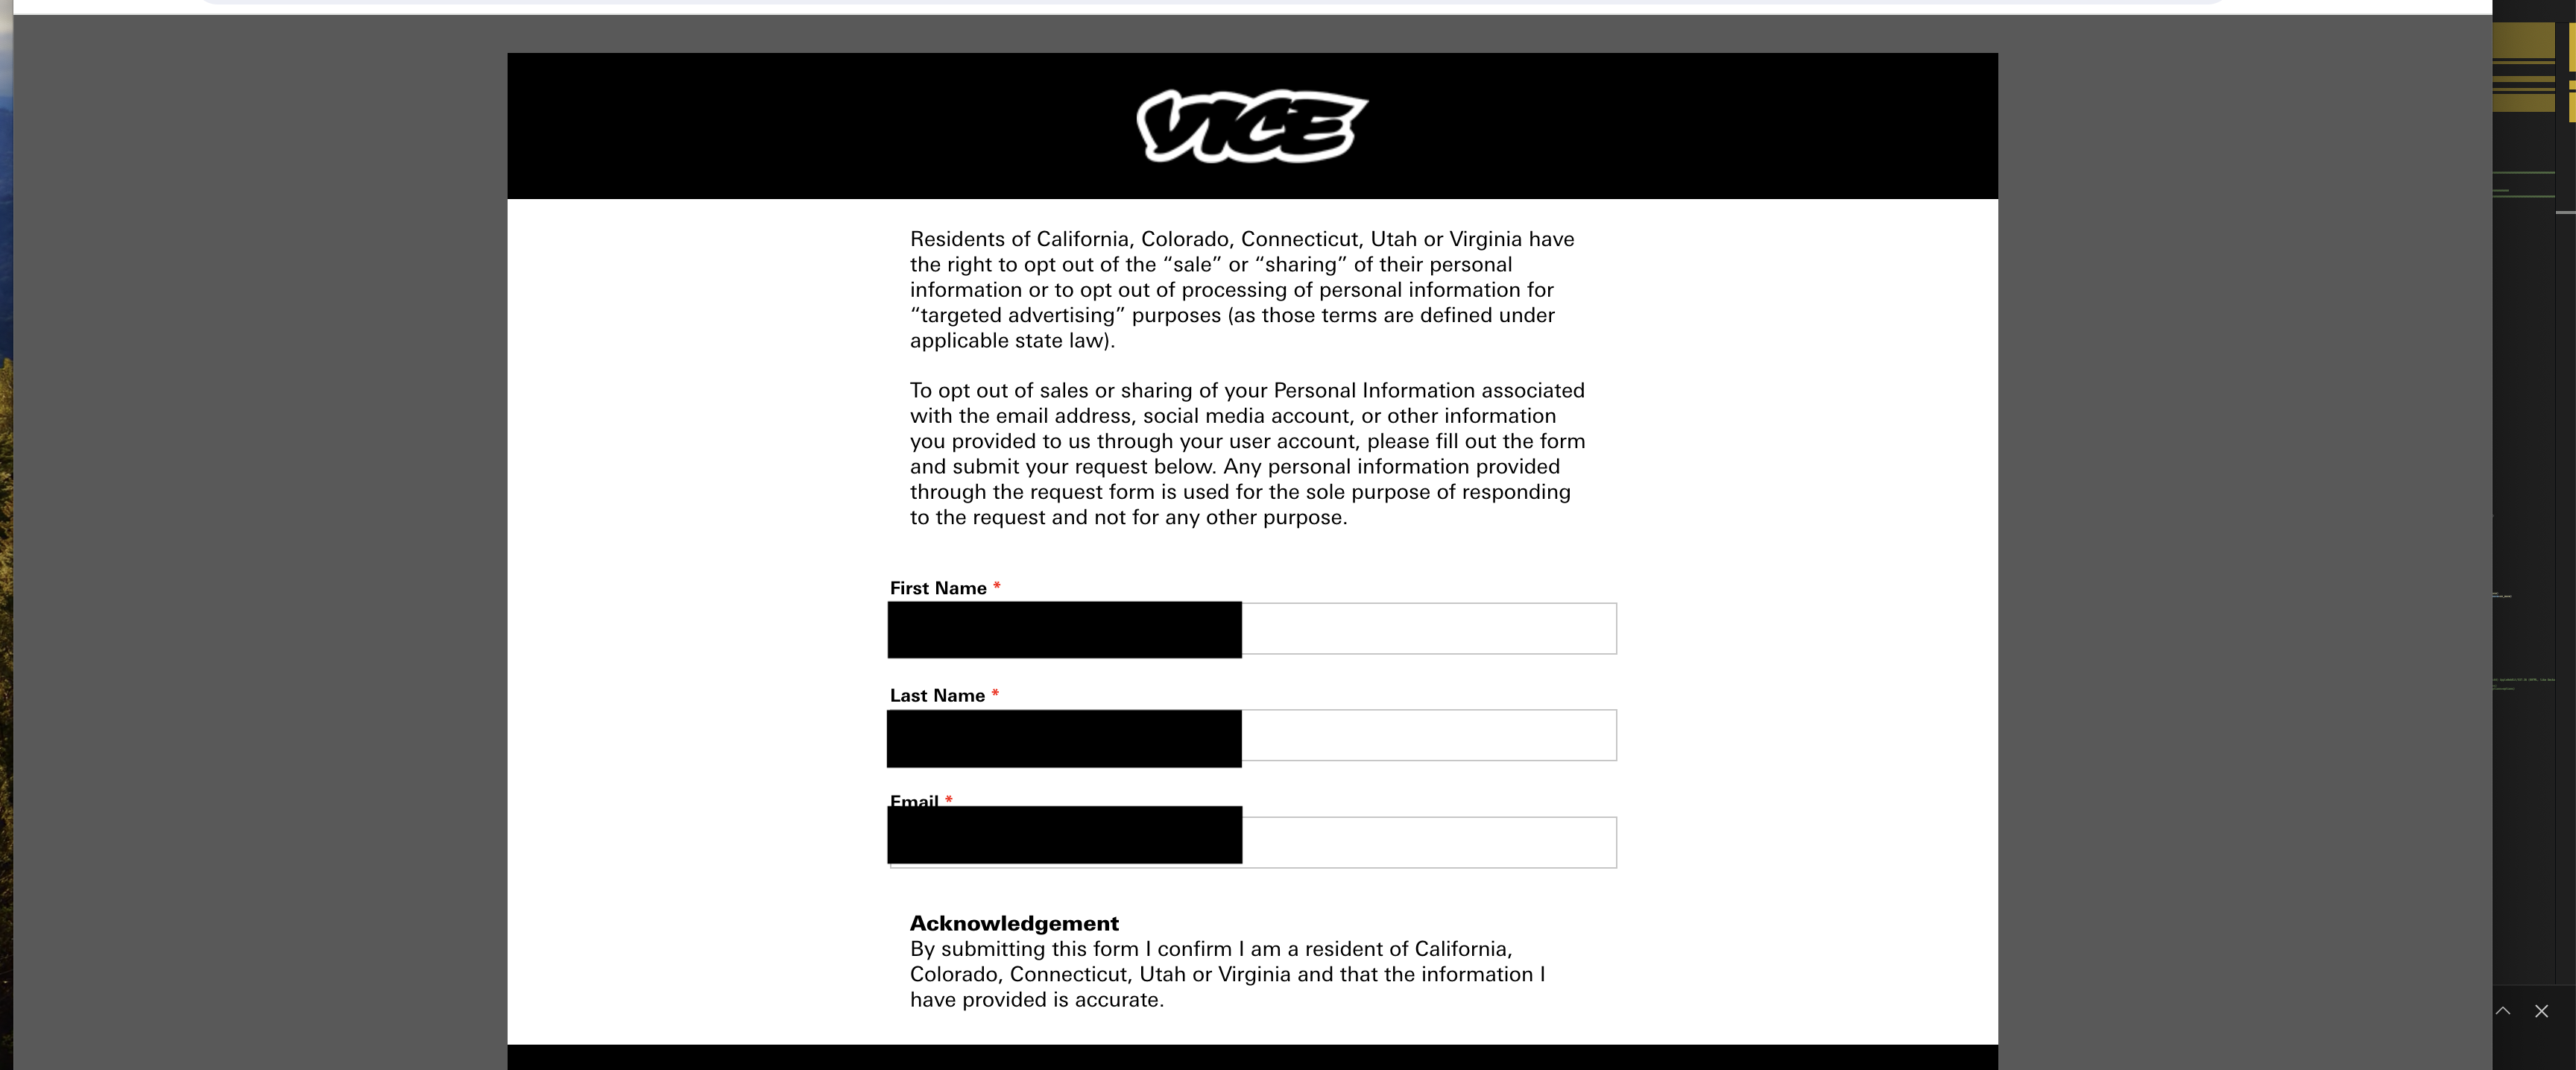 VICE
Residents of California, Colorado, Connecticut, Utah or Virginia have
the right to opt out of the “sale” or “sharing” of their personal
information or to opt out of processing of personal information for
“targeted advertising” purposes (as those terms are defined under
applicable state law).
To opt out of sales or sharing of your Personal Information associated
with the email address, social media account, or other information
you provided to us through your user account, please fill out the form
and submit your request below. Any personal information provided
through the request form is used for the sole purpose of responding
to the request and not for any other purpose.
First Name *
Last Name *
Email *
Acknowledgement
By submitting this form I confirm I am a resident of California,
Colorado, Connecticut, Utah or Virginia and that the information I
have provided is accurate.